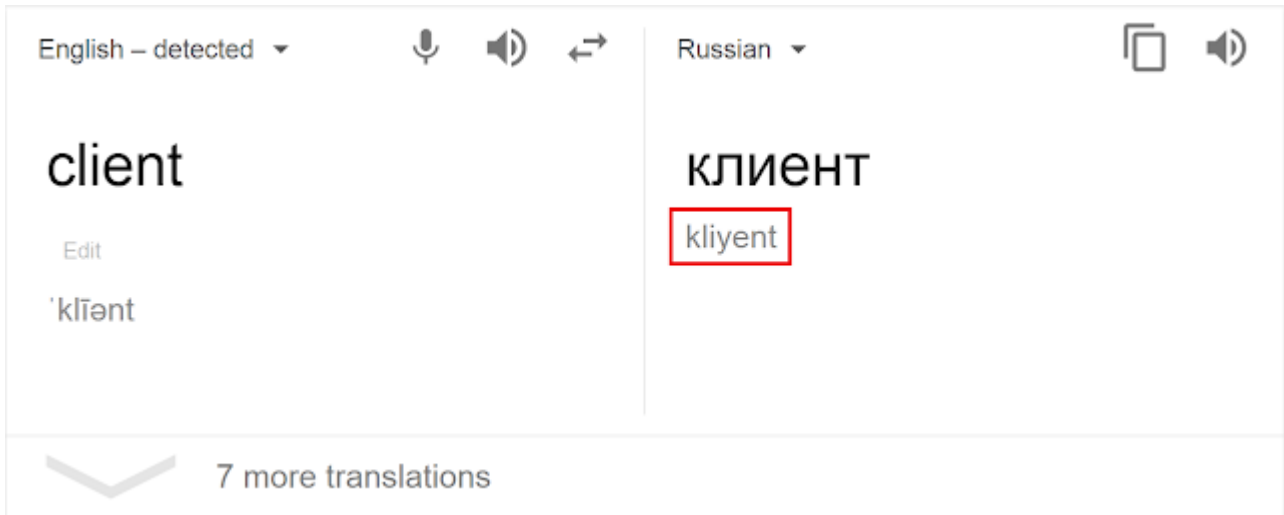 English – detected
Russian
client
клиент
Edit
kliyent
ˈklīənt
7 more translations